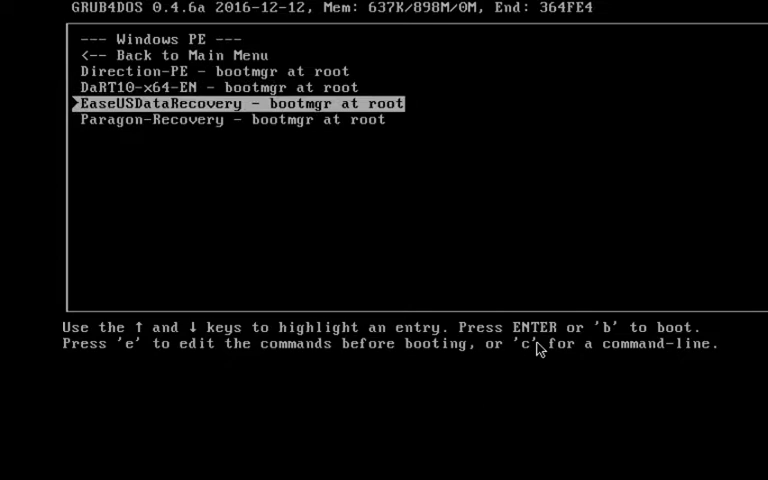 GRUB4DOS 0.4.6a 2016-12-12, Mem: 637K/898M/0M, End: 364FE4
--- Windows PE ---
<-- Back to Main Menu
Direction-PE - bootmgr at root
DaRT10-x64-EN - bootmgr at root
EaseUSDataRecovery - bootmgr at root
Paragon-Recovery - bootmgr at root
Use the ↑ and ↓ keys to highlight an entry. Press ENTER or 'b' to boot.
Press 'e' to edit the commands before booting, or 'c' for a command-line.